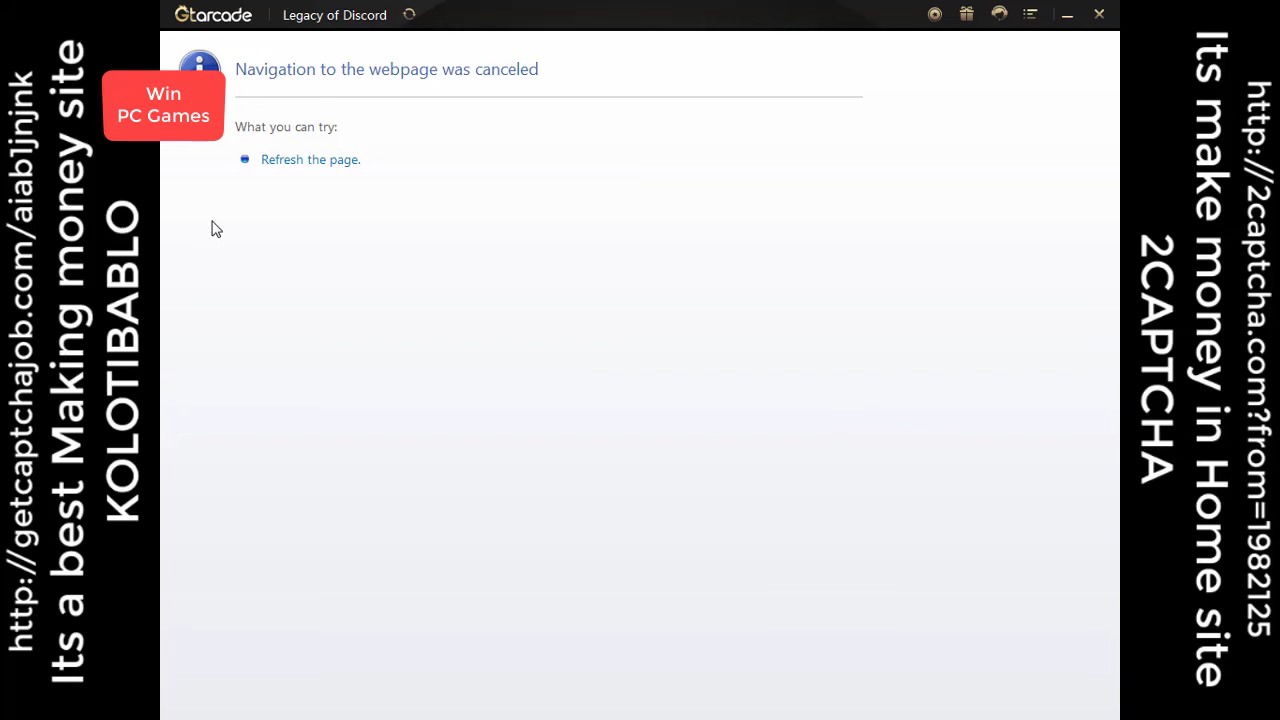 Gtarcade
Legacy of Discord
Navigation to the webpage was canceled
Win
PC Games
What you can try:
Refresh the page.
http://getcaptchajob.com/aiab1jnjnk
Its a best Making money site
KOLOTIBABLO
http://2captcha.com?from=1982125
Its make money in Home site
2CAPTCHA